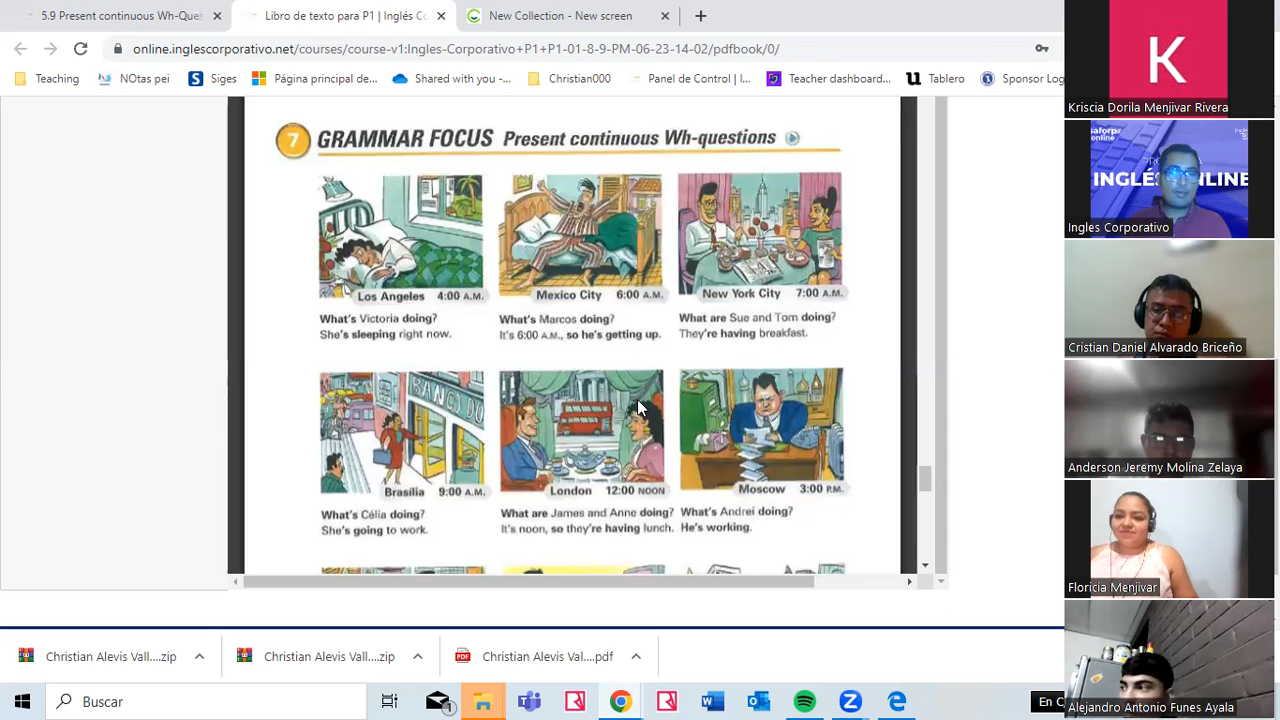 5.9 Present continuous Wh-Ques
Libro de texto para P1 | Inglés Co
New Collection - New screen
online.inglescorporativo.net/courses/course-v1:Ingles-Corporativo+P1+P1-01-8-9-PM-06-23-14-02/pdfbook/0/
Teaching
NOtas pei
Siges
Página principal de...
Shared with you -...
Christian000
Panel de Control | I...
Teacher dashboard...
Tablero
Sponsor Log
7 GRAMMAR FOCUS Present continuous Wh-questions
Los Angeles 4:00 A.M.
Mexico City 6:00 A.M.
New York City 7:00 A.M.
What's Victoria doing?
She's sleeping right now.
What's Marcos doing?
It's 6:00 A.M., so he's getting up.
What are Sue and Tom doing?
They're having breakfast.
BANCO DO
Brasília 9:00 A.M.
London 12:00 NOON
Moscow 3:00 P.M.
What's Célia doing?
She's going to work.
What are James and Anne doing?
It's noon, so they're having lunch.
What's Andrei doing?
He's working.
K
Kriscia Dorila Menjivar Rivera
INGLÉS ONLINE
Ingles Corporativo
Cristian Daniel Alvarado Briceño
Anderson Jeremy Molina Zelaya
Floricia Menjivar
Alejandro Antonio Funes Ayala
Christian Alevis Vall....zip
Christian Alevis Vall....zip
Christian Alevis Val....pdf
Buscar
1
En C